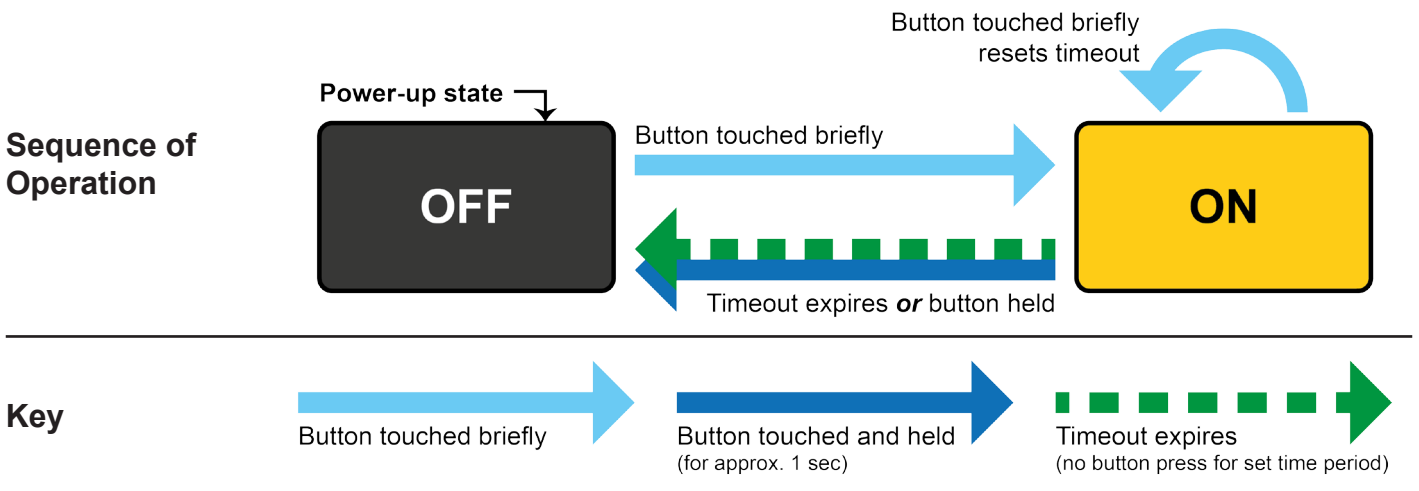 Button touched briefly
resets timeout
Power-up state
Sequence of
Operation
Button touched briefly
OFF
ON
Timeout expires or button held
Key
Button touched briefly
Button touched and held
(for approx. 1 sec)
Timeout expires
(no button press for set time period)